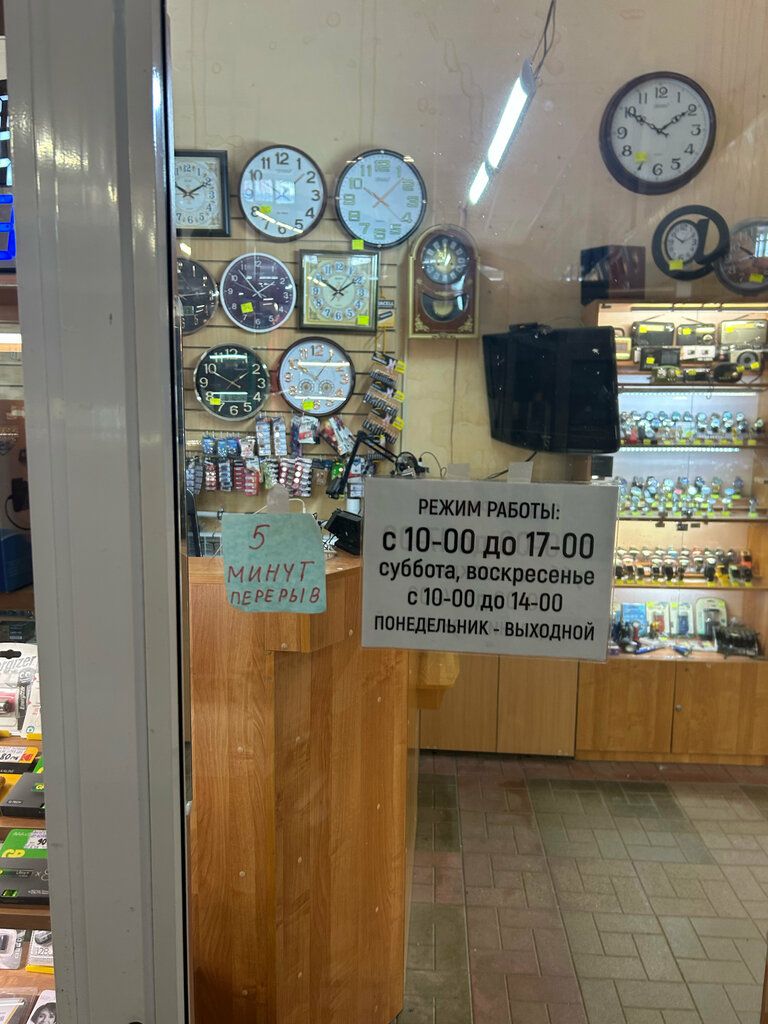 5
МИНУТ
ПЕРЕРЫВ
РЕЖИМ РАБОТЫ:
с 10-00 до 17-00
суббота, воскресенье
с 10-00 до 14-00
ПОНЕДЕЛЬНИК - ВЫХОДНОЙ
GP